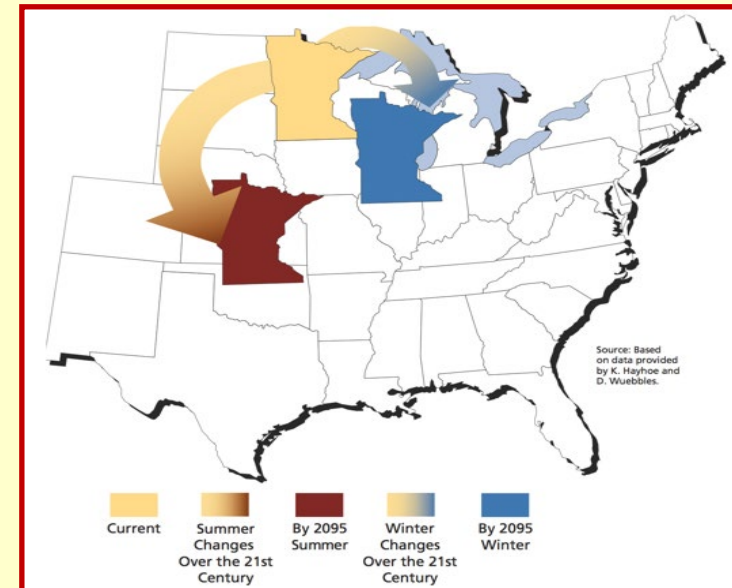 Source: Based
on data provided
by K. Hayhoe and
D. Wuebbles.
Current
Summer
Changes
Over the 21st
Century
By 2095
Summer
Winter
Changes
Over the 21st
Century
By 2095
Winter